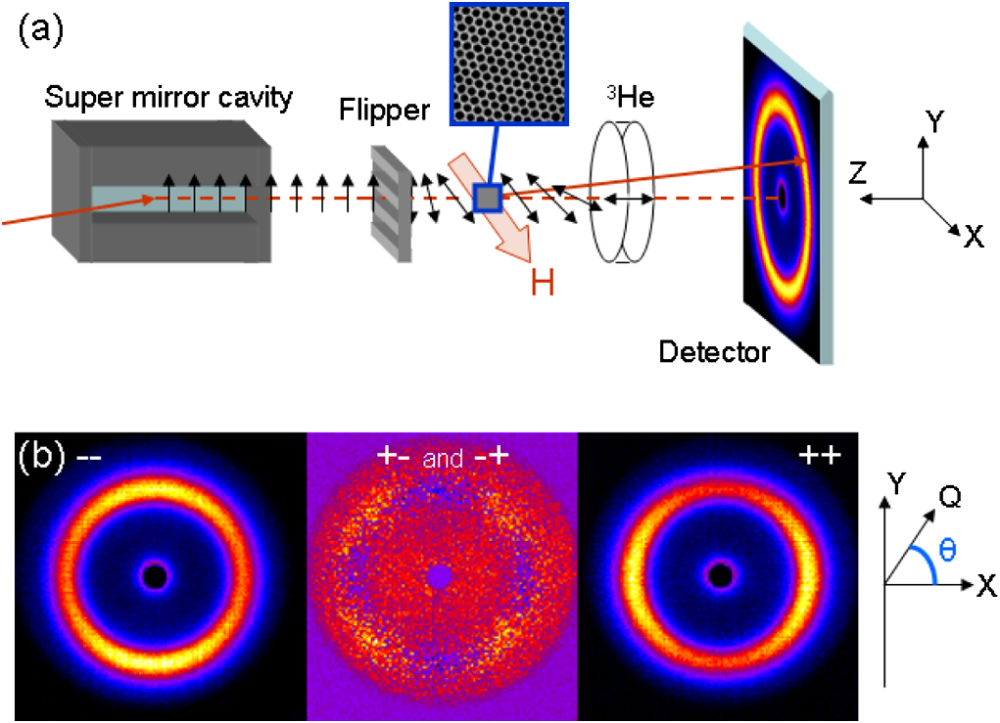 (a)
Super mirror cavity
Flipper
³He
H
Detector
Y
Z
X
(b) --
+- and -+
++
Y
Q
θ
X